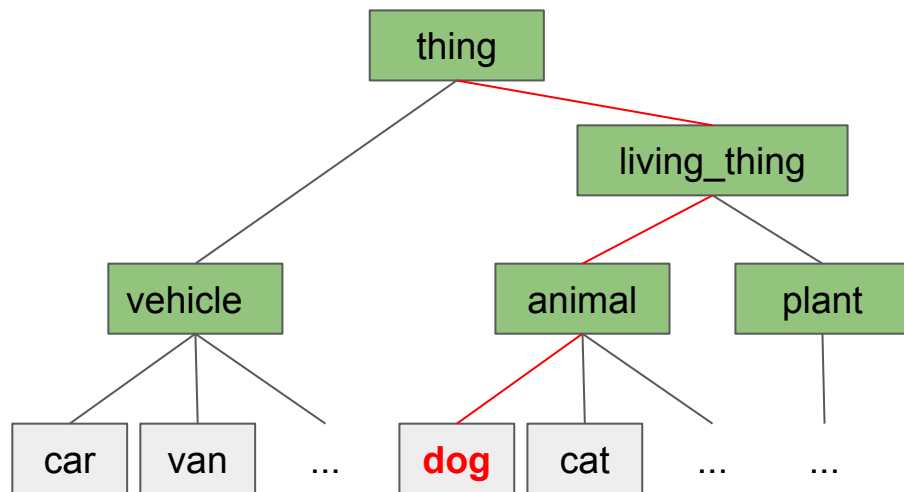 thing
living_thing
vehicle
animal
plant
car
van
...
dog
cat
...
...